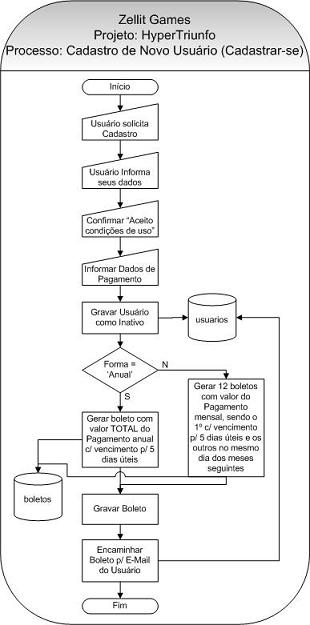 Zellit Games
Projeto: HyperTriunfo
Processo: Cadastro de Novo Usuário (Cadastrar-se)
Início
Usuário solicita
Cadastro
Usuário Informa
seus dados
Confirmar “Aceito
condições de uso”
Informar Dados de
Pagamento
Gravar Usuário
como Inativo
usuarios
Forma =
‘Anual’
N
S
Gerar 12 boletos
com valor do
Pagamento
mensal, sendo o
1º c/ vencimento
p/ 5 dias úteis e os
outros no mesmo
dia dos meses
seguintes
Gerar boleto com
valor TOTAL do
Pagamento anual
c/ vencimento p/ 5
dias úteis
boletos
Gravar Boleto
Encaminhar
Boleto p/ E-Mail
do Usuário
Fim